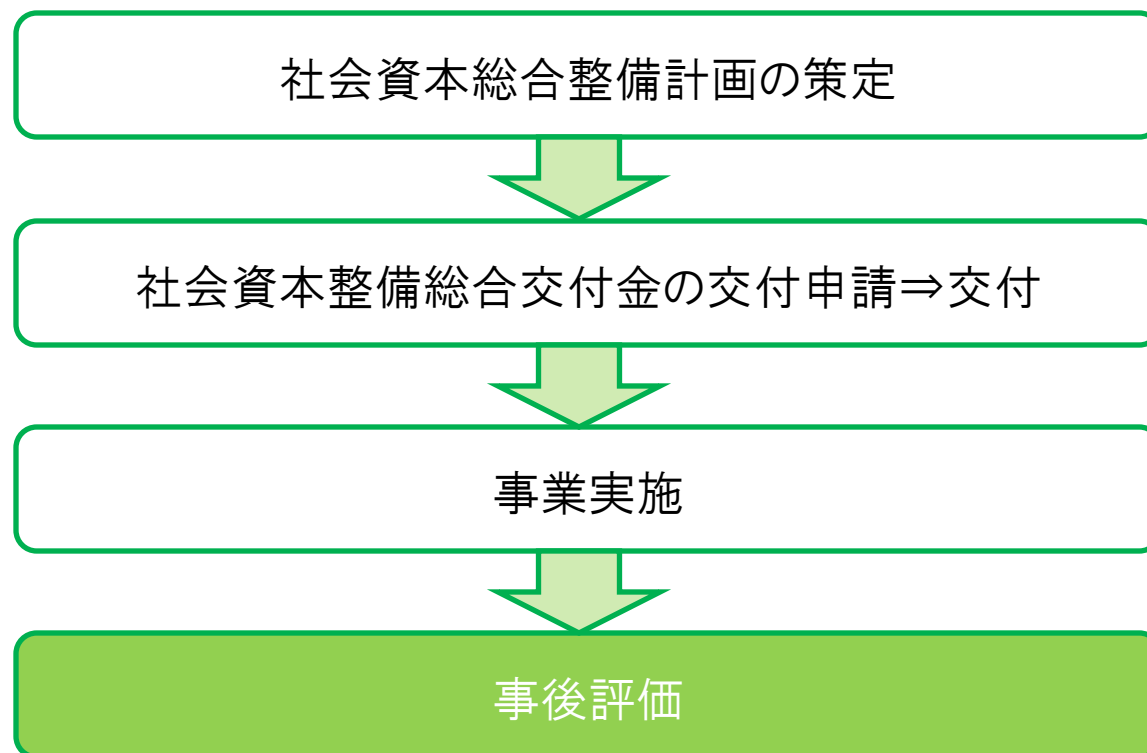 社会資本総合整備計画の策定
社会資本整備総合交付金の交付申請⇒交付
事業実施
事後評価